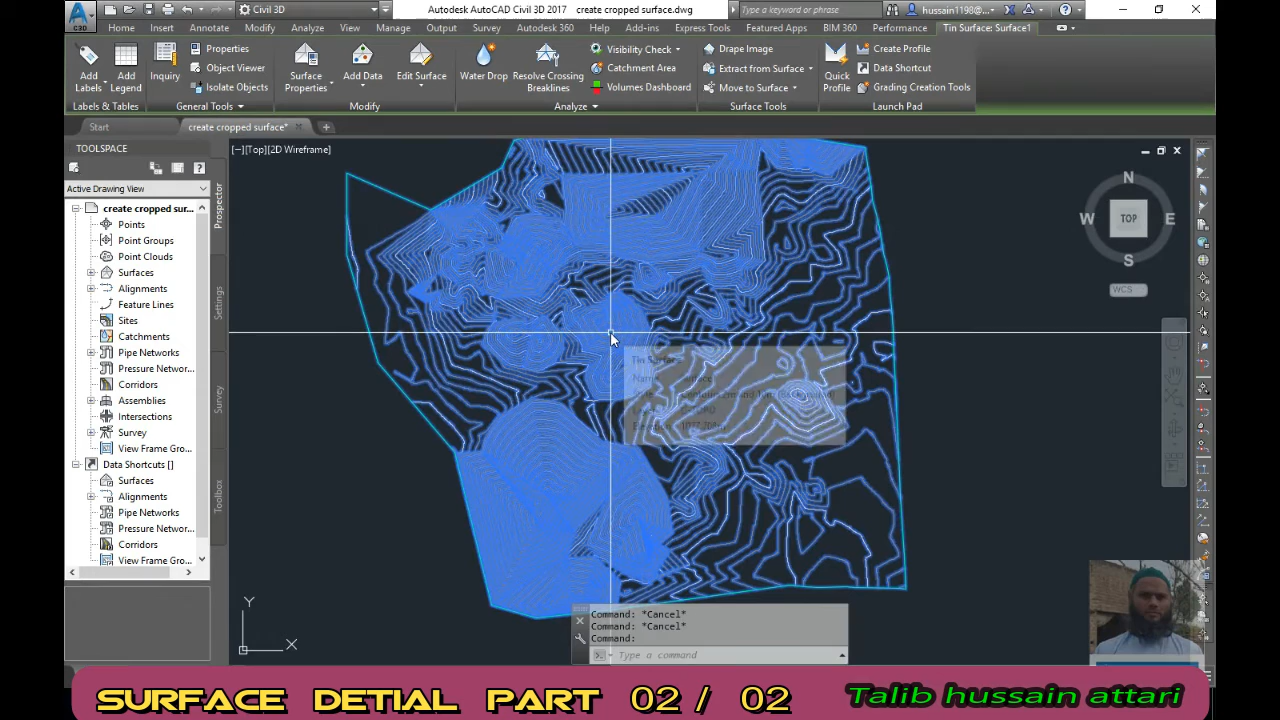 Civil 3D
Autodesk AutoCAD Civil 3D 2017 create cropped surface.dwg
Type a keyword or phrase
hussain1198@...
C3D
Home Insert Annotate Modify Analyze View Manage Output Survey Autodesk 360 Help Add-ins Express Tools Featured Apps BIM 360 Performance Tin Surface: Surface1
Add Labels
Add Legend
Labels & Tables
Inquiry
Properties
Object Viewer
Isolate Objects
General Tools
Surface Properties
Add Data
Edit Surface
Modify
Water Drop
Resolve Crossing Breaklines
Visibility Check
Catchment Area
Volumes Dashboard
Analyze
Drape Image
Extract from Surface
Move to Surface
Surface Tools
Quick Profile
Create Profile
Data Shortcut
Grading Creation Tools
Launch Pad
Start
create cropped surface*
TOOLSPACE
Active Drawing View
create cropped sur...
Points
Point Groups
Point Clouds
Surfaces
Alignments
Feature Lines
Sites
Catchments
Pipe Networks
Pressure Networ...
Corridors
Assemblies
Intersections
Survey
View Frame Gro...
Data Shortcuts []
Surfaces
Alignments
Pipe Networks
Pressure Networ...
Corridors
View Frame Gro...
Prospector
Settings
Survey
Toolbox
[−][Top][2D Wireframe]
N
W TOP E
S
WCS
Tin Surface
Y
X
Command: *Cancel*
Command: *Cancel*
Command:
Type a command
SURFACE DETIAL PART 02 / 02
Talib hussain attari